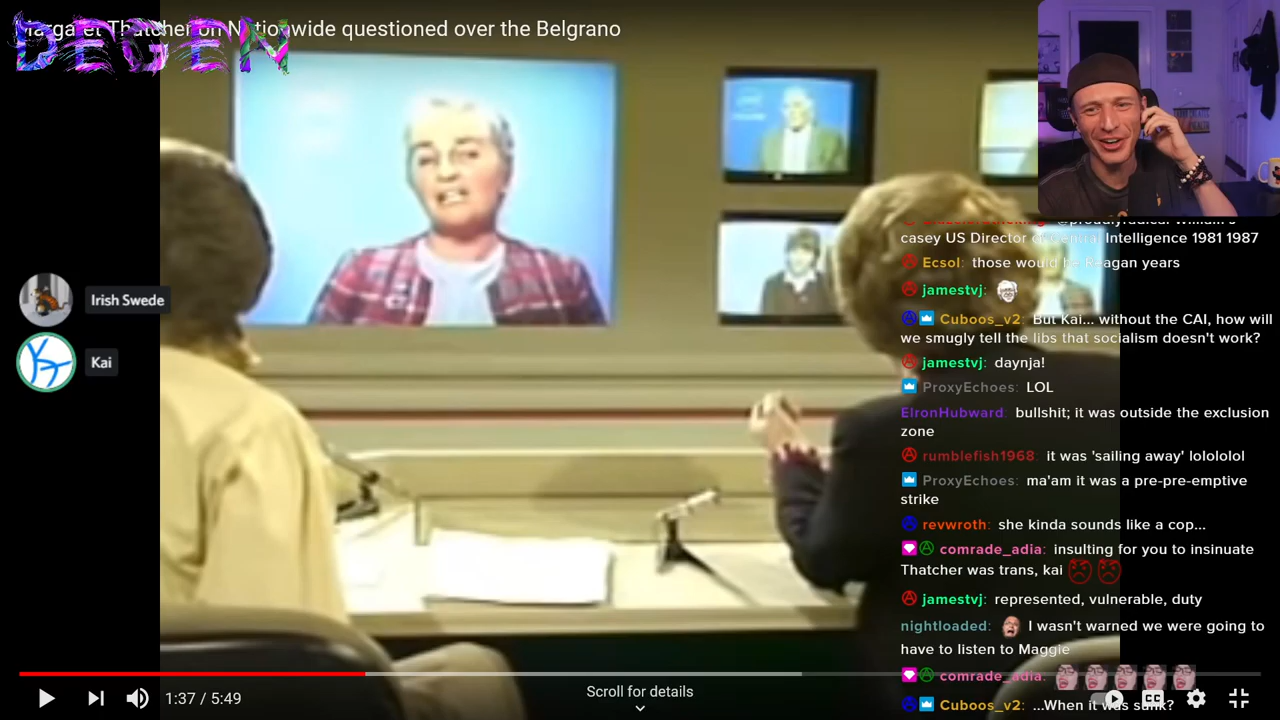 Margaret Thatcher on Nationwide questioned over the Belgrano
DEGEN
casey US Director of Central Intelligence 1981 1987
Ecsol: those would be Reagan years
jamestvj:
Cuboos_v2: But Kai... without the CAI, how will
we smugly tell the libs that socialism doesn't work?
jamestvj: daynja!
ProxyEchoes: LOL
ElronHubward: bullshit; it was outside the exclusion
zone
rumblefish1968: it was 'sailing away' lolololol
ProxyEchoes: ma'am it was a pre-pre-emptive
strike
revwroth: she kinda sounds like a cop...
comrade_adia: insulting for you to insinuate
Thatcher was trans, kai
jamestvj: represented, vulnerable, duty
nightloaded: I wasn't warned we were going to
have to listen to Maggie
comrade_adia:
Cuboos_v2: ...When it was sunk?
Irish Swede
Kai
1:37 / 5:49
Scroll for details
CC